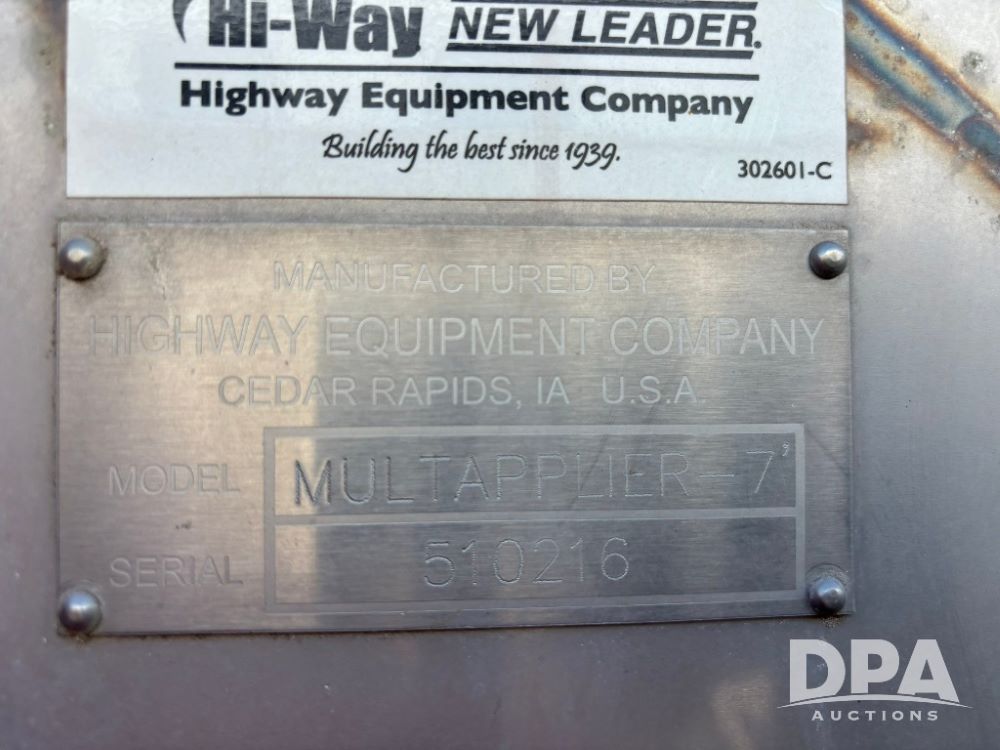 Hi-Way NEW LEADER.
Highway Equipment Company
Building the best since 1939.
302601-C
MANUFACTURED BY
HIGHWAY EQUIPMENT COMPANY
CEDAR RAPIDS, IA U.S.A.
MODEL MULTAPPLIER-7'
SERIAL 510216
DPA
AUCTIONS